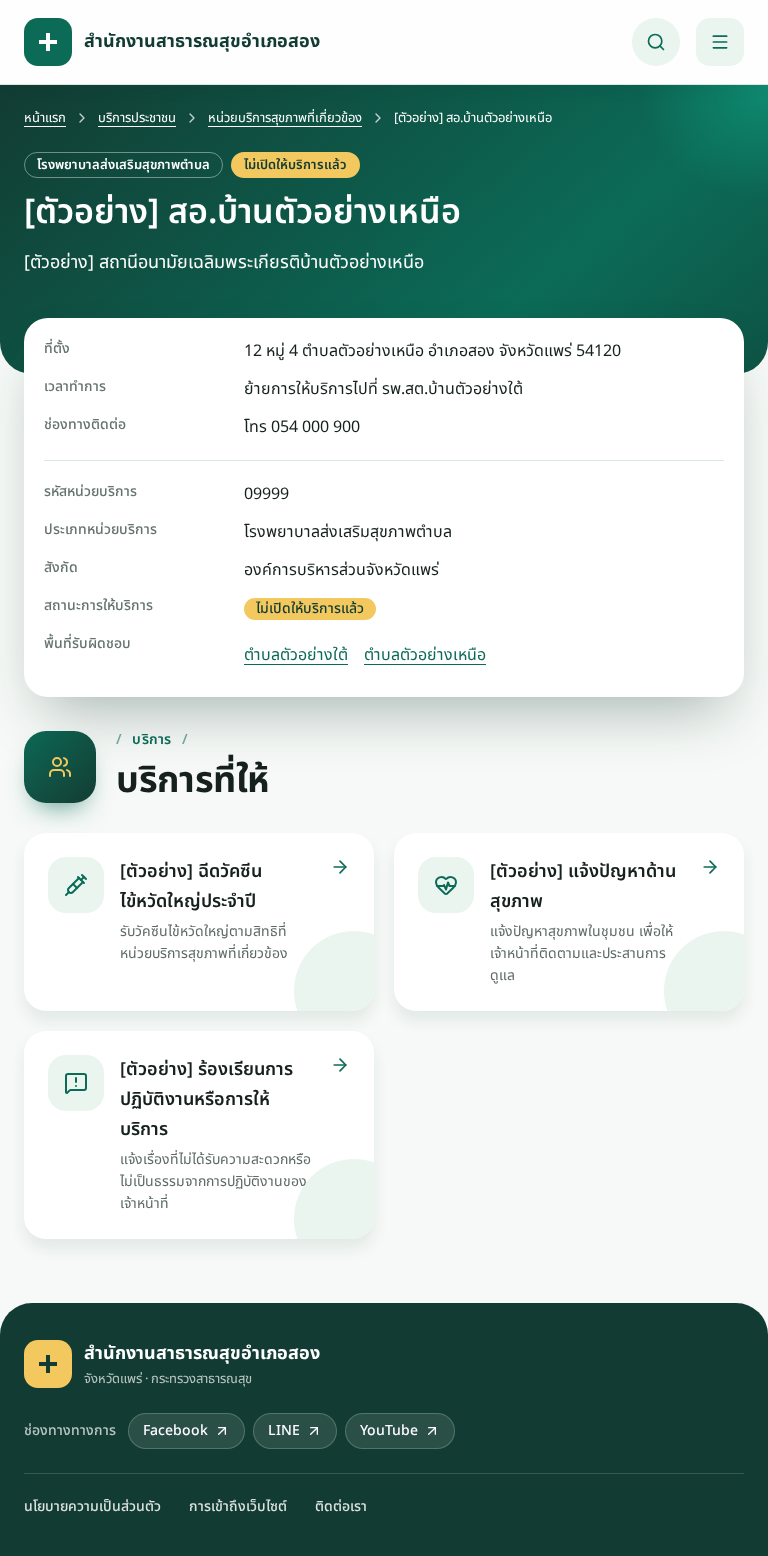 สำนักงานสาธารณสุขอำเภอสอง
หน้าแรก
บริการประชาชน
หน่วยบริการสุขภาพที่เกี่ยวข้อง
[ตัวอย่าง] สอ.บ้านตัวอย่างเหนือ
โรงพยาบาลส่งเสริมสุขภาพตำบล
ไม่เปิดให้บริการแล้ว
[ตัวอย่าง] สอ.บ้านตัวอย่างเหนือ
[ตัวอย่าง] สถานีอนามัยเฉลิมพระเกียรติบ้านตัวอย่างเหนือ
ที่ตั้ง
12 หมู่ 4 ตำบลตัวอย่างเหนือ อำเภอสอง จังหวัดแพร่ 54120
เวลาทำการ
ย้ายการให้บริการไปที่ รพ.สต.บ้านตัวอย่างใต้
ช่องทางติดต่อ
โทร 054 000 900
รหัสหน่วยบริการ
09999
ประเภทหน่วยบริการ
โรงพยาบาลส่งเสริมสุขภาพตำบล
สังกัด
องค์การบริหารส่วนจังหวัดแพร่
สถานะการให้บริการ
ไม่เปิดให้บริการแล้ว
พื้นที่รับผิดชอบ
ตำบลตัวอย่างใต้ ตำบลตัวอย่างเหนือ
/ บริการ /
บริการที่ให้
[ตัวอย่าง] ฉีดวัคซีน
ไข้หวัดใหญ่ประจำปี
รับวัคซีนไข้หวัดใหญ่ตามสิทธิที่
หน่วยบริการสุขภาพที่เกี่ยวข้อง
[ตัวอย่าง] แจ้งปัญหาด้าน
สุขภาพ
แจ้งปัญหาสุขภาพในชุมชน เพื่อให้
เจ้าหน้าที่ติดตามและประสานการ
ดูแล
[ตัวอย่าง] ร้องเรียนการ
ปฏิบัติงานหรือการให้
บริการ
แจ้งเรื่องที่ไม่ได้รับความสะดวกหรือ
ไม่เป็นธรรมจากการปฏิบัติงานของ
เจ้าหน้าที่
สำนักงานสาธารณสุขอำเภอสอง
จังหวัดแพร่ · กระทรวงสาธารณสุข
ช่องทางทางการ
Facebook
LINE
YouTube
นโยบายความเป็นส่วนตัว
การเข้าถึงเว็บไซต์
ติดต่อเรา